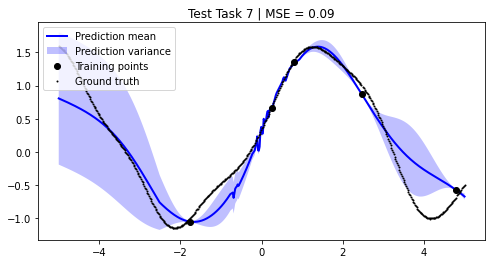 Test Task 7 | MSE = 0.09
Prediction mean
Prediction variance
Training points
Ground truth
1.5
1.0
0.5
0.0
−0.5
−1.0
−4
−2
0
2
4